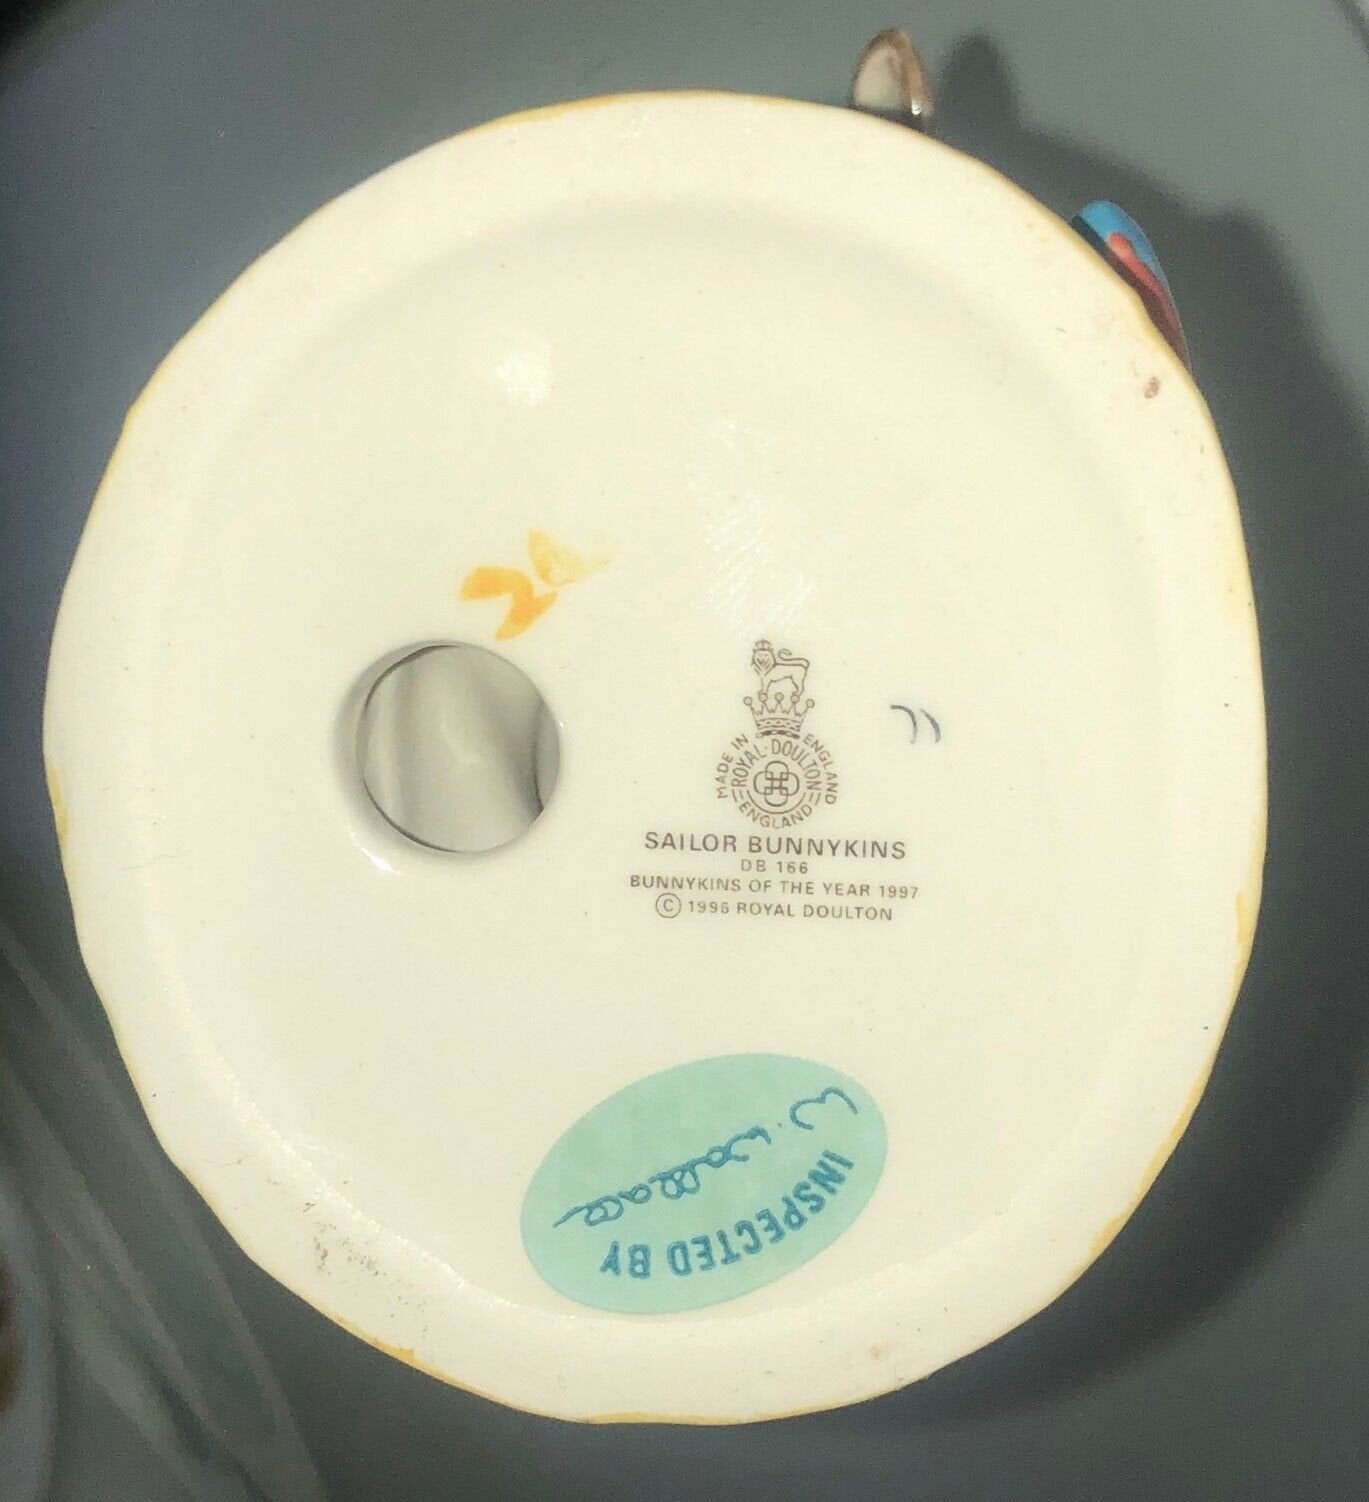 MADE IN ENGLAND
ROYAL·DOULTON
ENGLAND
SAILOR BUNNYKINS
DB 166
BUNNYKINS OF THE YEAR 1997
© 1996 ROYAL DOULTON
INSPECTED BY
W. Wallace